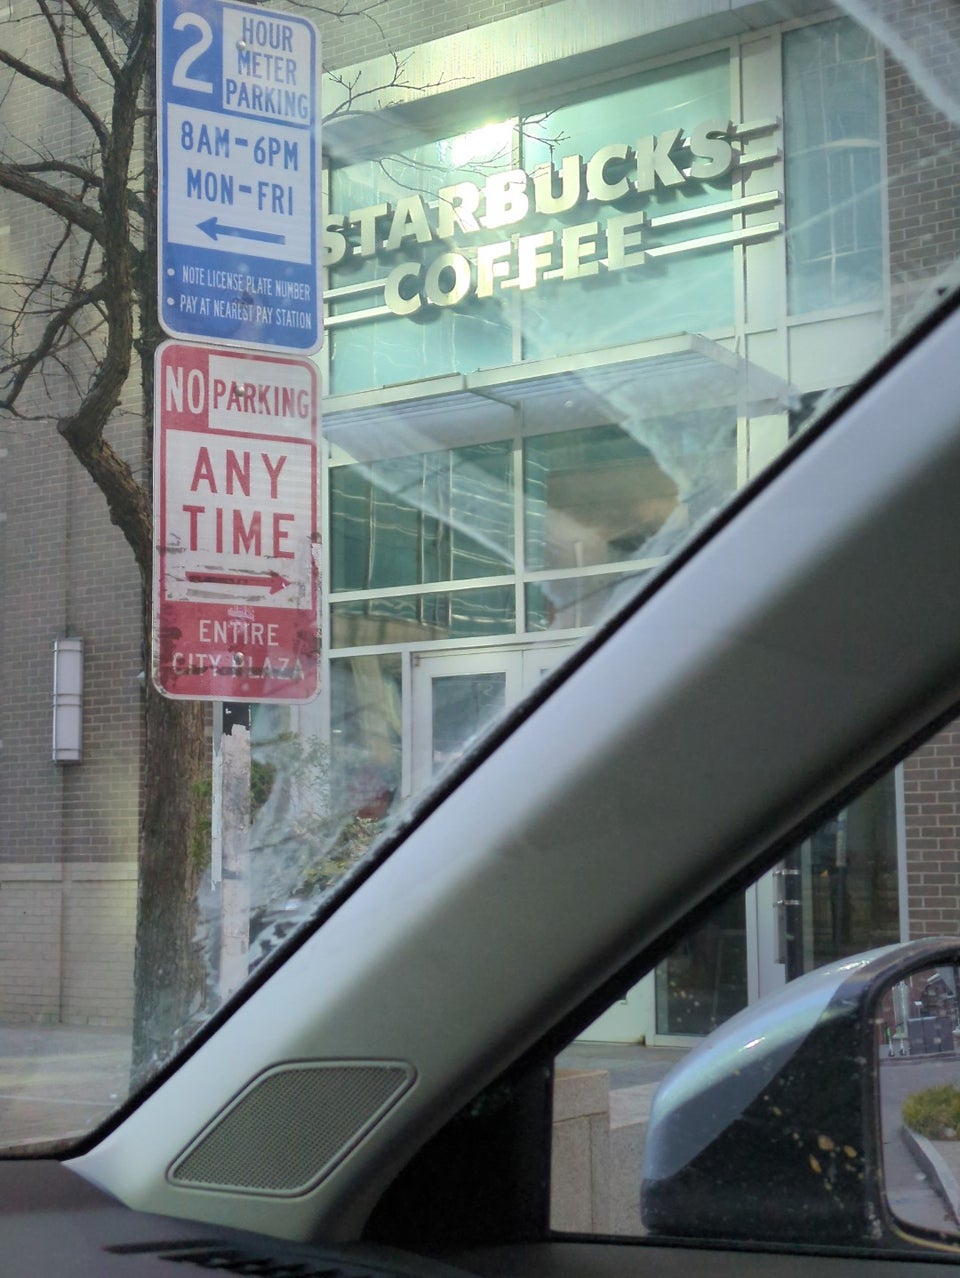 2 HOUR
METER
PARKING
8AM-6PM
MON-FRI
• NOTE LICENSE PLATE NUMBER
• PAY AT NEAREST PAY STATION
NO PARKING
ANY
TIME
ENTIRE
CITY PLAZA
STARBUCKS
COFFEE